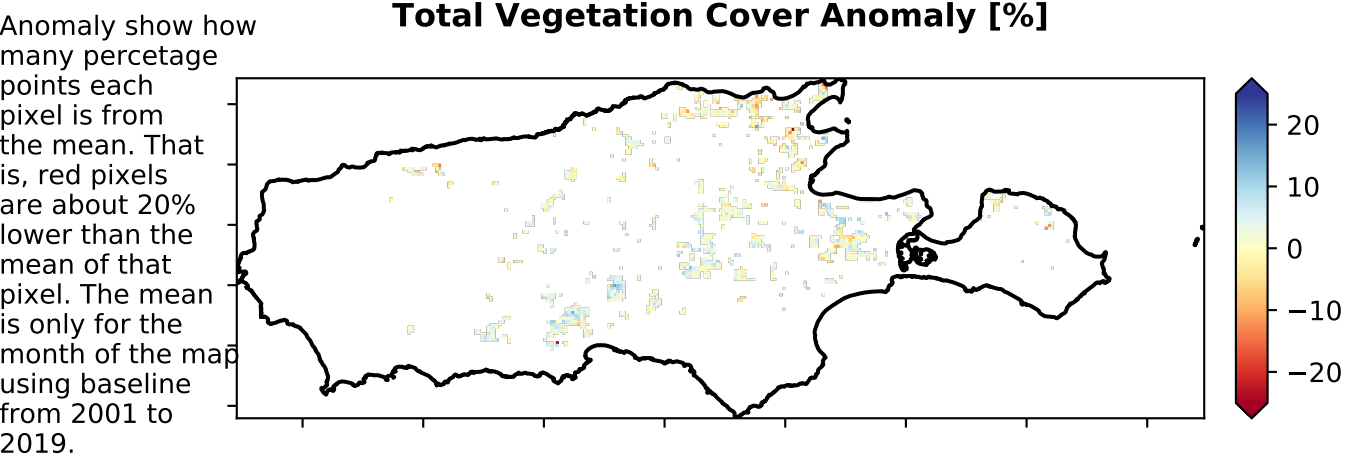 Total Vegetation Cover Anomaly [%]
Anomaly show how
many percetage
points each
pixel is from
the mean. That
is, red pixels
are about 20%
lower than the
mean of that
pixel. The mean
is only for the
month of the map
using baseline
from 2001 to
2019.
20
10
0
−10
−20